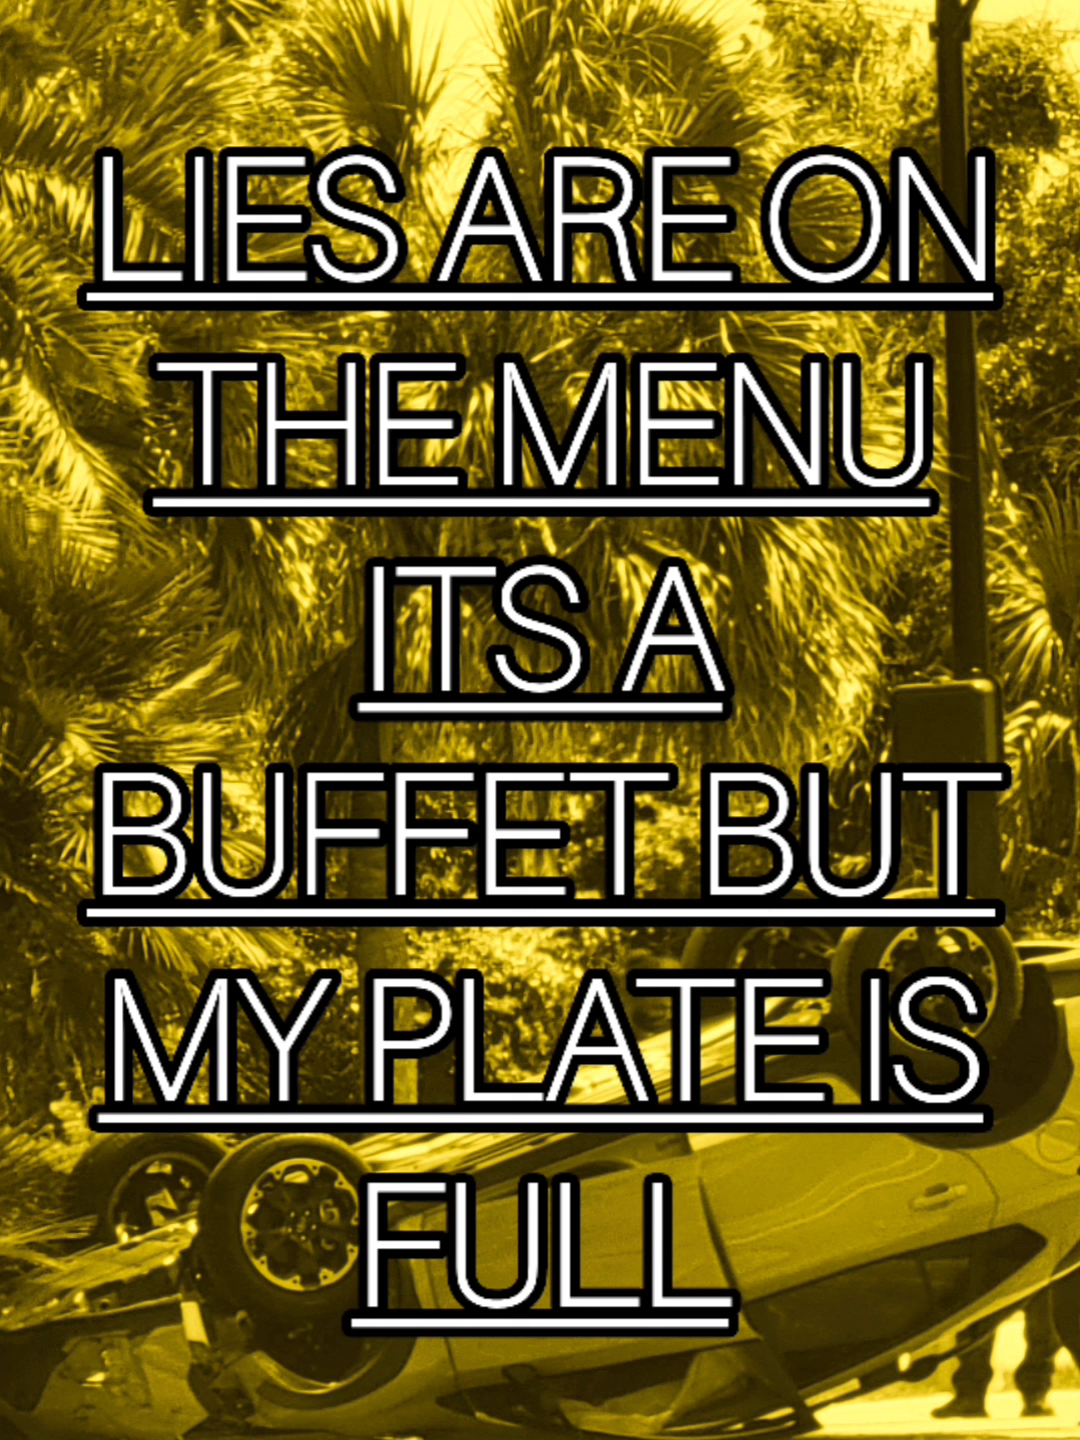 LIES ARE ON
THE MENU
ITS A
BUFFET BUT
MY PLATE IS
FULL